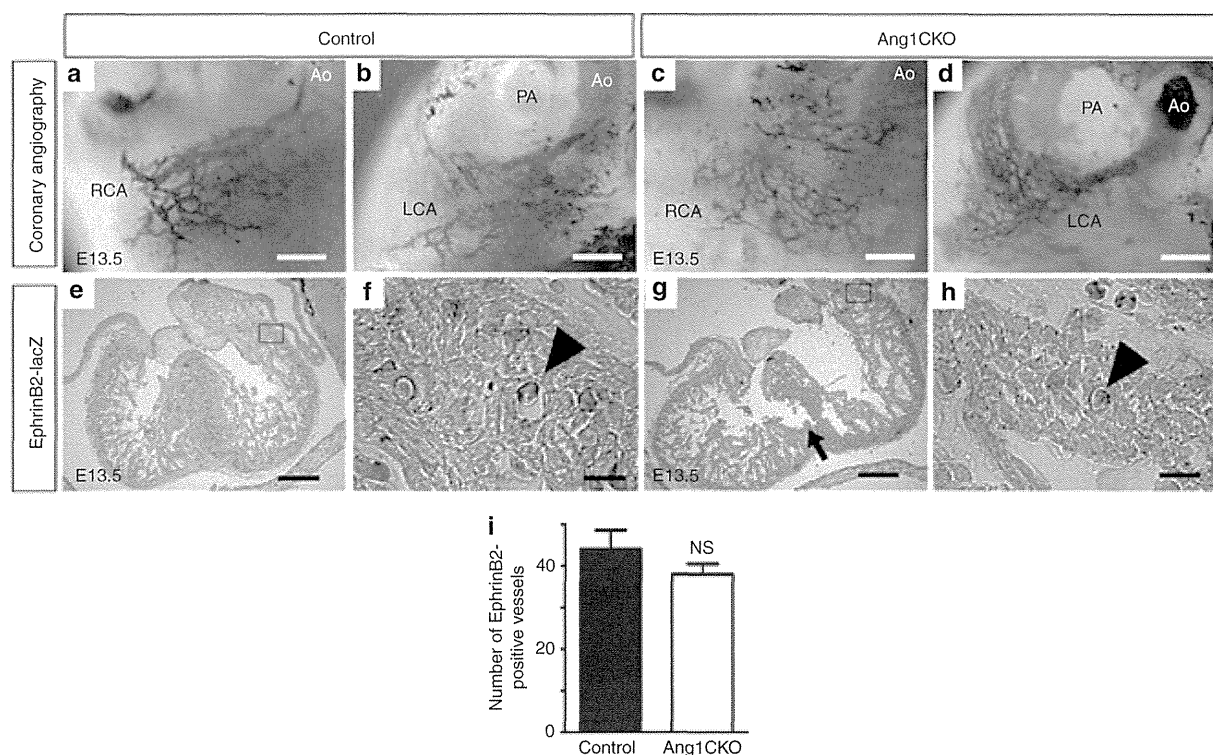 Control
Ang1CKO
Coronary angiography
a
Ao
RCA
E13.5
b
PA
Ao
LCA
c
Ao
RCA
E13.5
d
PA
Ao
LCA
EphrinB2-lacZ
e
E13.5
f
g
E13.5
h
i
Number of EphrinB2-
positive vessels
40
20
0
NS
Control
Ang1CKO